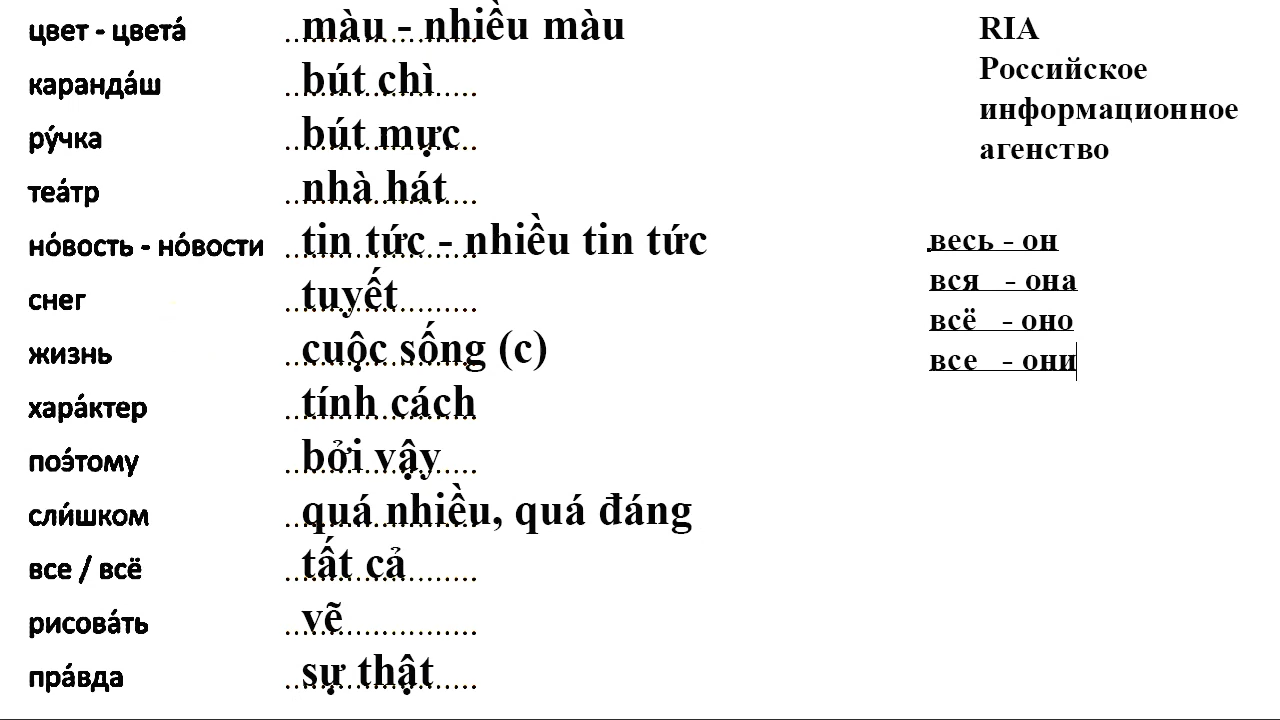 цвет - цвета́ màu - nhiều màu
каранда́ш bút chì
ру́чка bút mực
теа́тр nhà hát
но́вость - но́вости tin tức - nhiều tin tức
снег tuyết
жизнь cuộc sống (c)
хара́ктер tính cách
поэ́тому bởi vậy
сли́шком quá nhiều, quá đáng
все / всё tất cả
рисова́ть vẽ
пра́вда sự thật
RIA
Российское
информационное
агенство
весь - он
вся - она
всё - оно
все - они